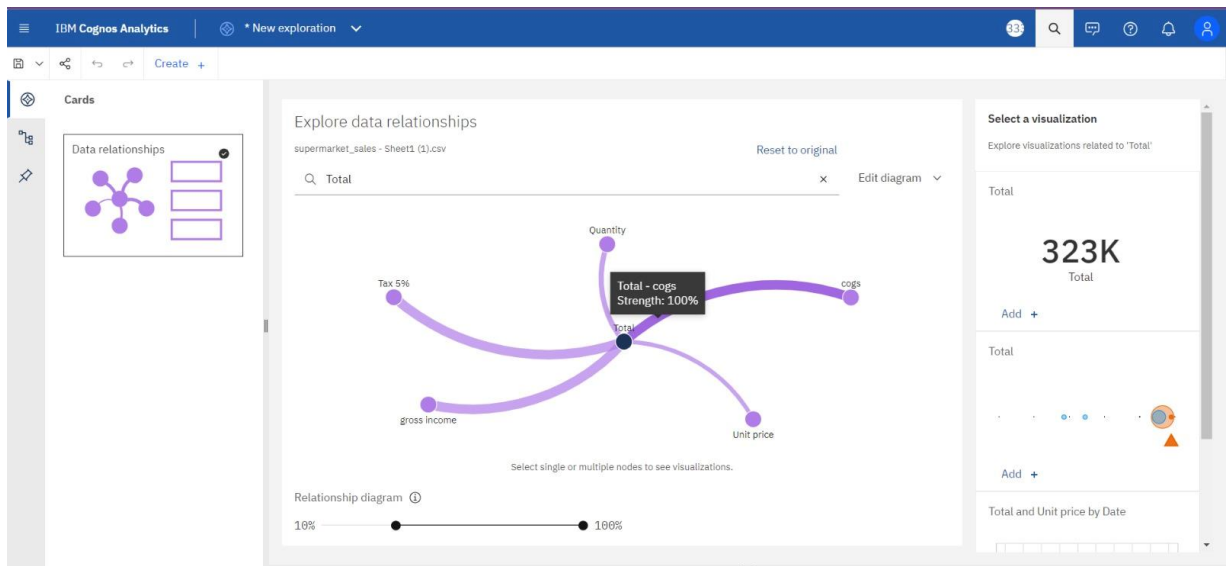 IBM Cognos Analytics
* New exploration
Create +
Cards
Data relationships
Explore data relationships
supermarket_sales - Sheet1 (1).csv
Reset to original
Total
Edit diagram
Quantity
Tax 5%
Total - cogs
Strength: 100%
cogs
Total
gross income
Unit price
Select single or multiple nodes to see visualizations.
Relationship diagram
10%
100%
Select a visualization
Explore visualizations related to 'Total'
Total
323K
Total
Add +
Total
Add +
Total and Unit price by Date